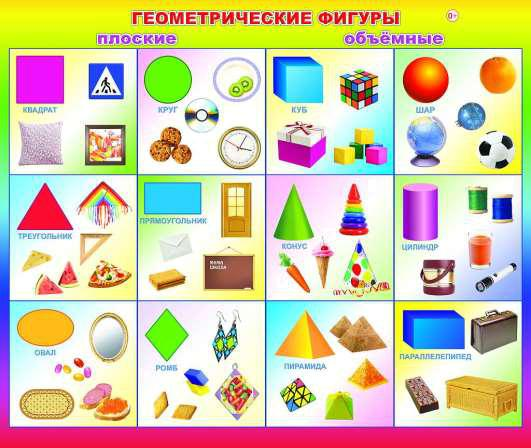 ГЕОМЕТРИЧЕСКИЕ ФИГУРЫ
0+
плоские
объёмные
КВАДРАТ
КРУГ
КУБ
ШАР
ТРЕУГОЛЬНИК
ПРЯМОУГОЛЬНИК
КОНУС
ЦИЛИНДР
ОВАЛ
РОМБ
ПИРАМИДА
ПАРАЛЛЕЛЕПИПЕД